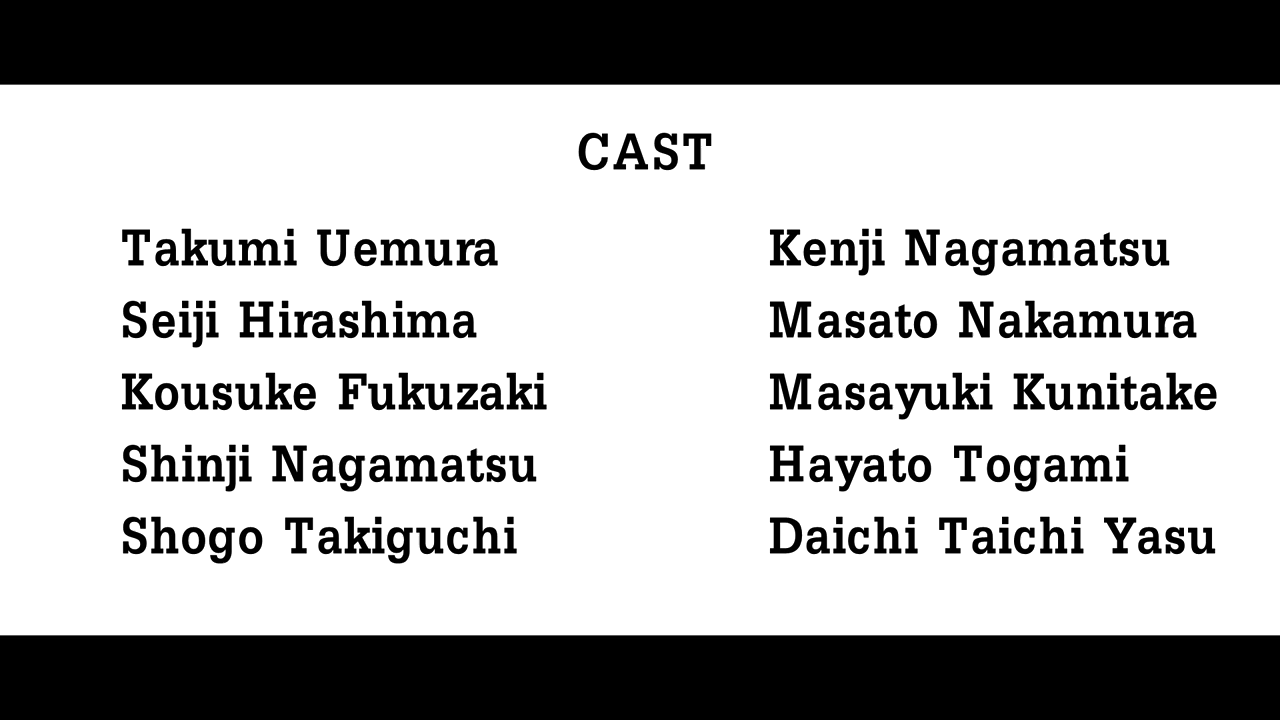 CAST
Takumi Uemura
Seiji Hirashima
Kousuke Fukuzaki
Shinji Nagamatsu
Shogo Takiguchi
Kenji Nagamatsu
Masato Nakamura
Masayuki Kunitake
Hayato Togami
Daichi Taichi Yasu